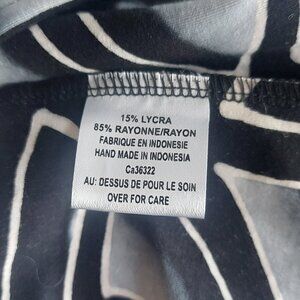 15% LYCRA
85% RAYONNE/RAYON
FABRIQUE EN INDONESIE
HAND MADE IN INDONESIA
Ca36322
AU: DESSUS DE POUR LE SOIN
OVER FOR CARE